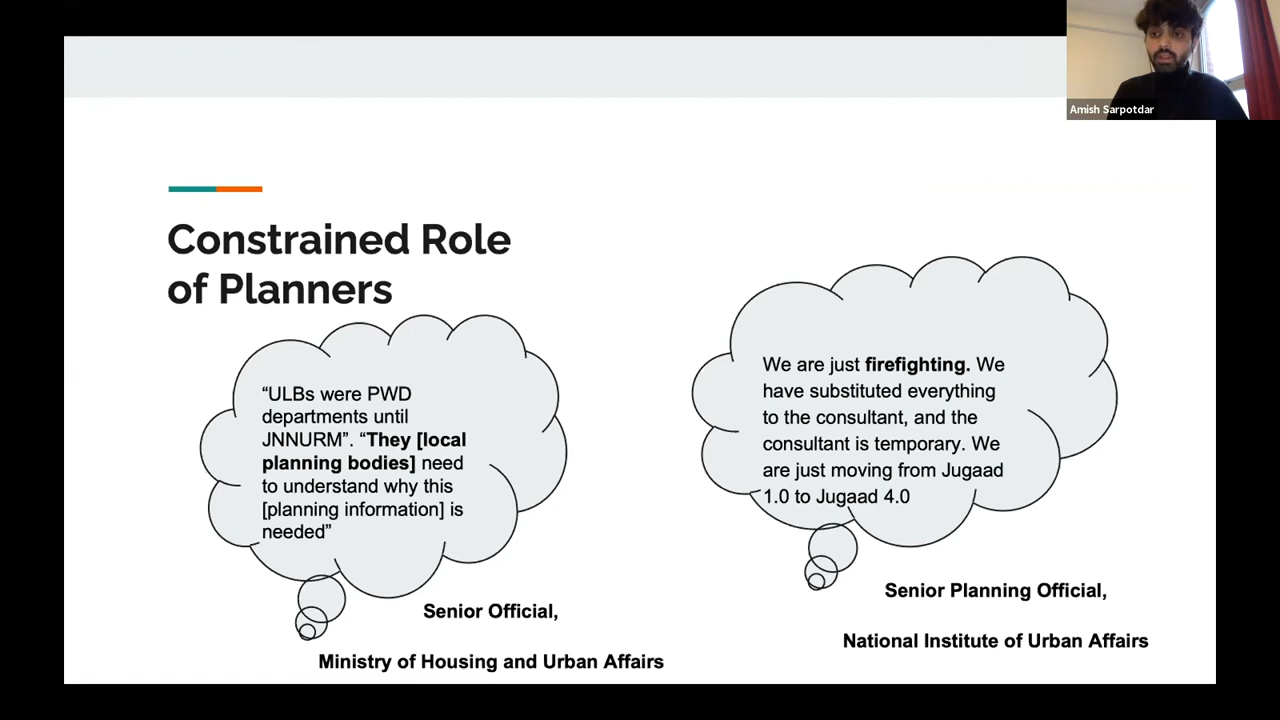 Amish Sarpotdar
Constrained Role
of Planners
“ULBs were PWD
departments until
JNNURM”. “They [local
planning bodies] need
to understand why this
[planning information] is
needed”
Senior Official,
Ministry of Housing and Urban Affairs
We are just firefighting. We
have substituted everything
to the consultant, and the
consultant is temporary. We
are just moving from Jugaad
1.0 to Jugaad 4.0
Senior Planning Official,
National Institute of Urban Affairs